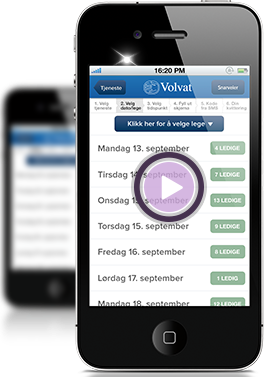 16:20 PM
Tjeneste Volvat Snarveier
1. Velg tjeneste 2. Velg dato/lege 3. Velg tidspunkt 4. Fyll ut skjema 5. Kode fra SMS 6. Din
Klikk her for å velge lege
Mandag 13. september 4 LEDIGE
Tirsdag 14. september 7 LEDIGE
Onsdag 15. september 13 LEDIGE
Torsdag 15. september 9 LEDIGE
Fredag 16. september 8 LEDIGE
Lørdag 17. september 1 LEDIG
Mandag 18. september 12 LEDIGE